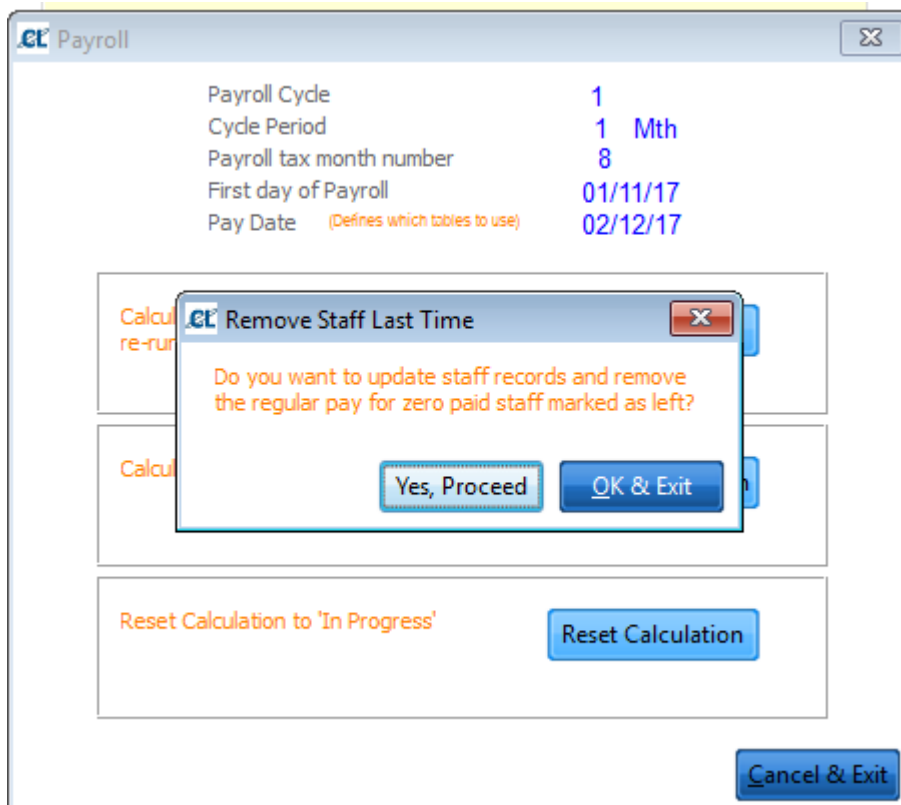 Payroll
Payroll Cycle 1
Cycle Period 1 Mth
Payroll tax month number 8
First day of Payroll 01/11/17
Pay Date (Defines which tables to use) 02/12/17
Remove Staff Last Time
Do you want to update staff records and remove
the regular pay for zero paid staff marked as left?
Yes, Proceed OK & Exit
Reset Calculation to 'In Progress'
Reset Calculation
Cancel & Exit